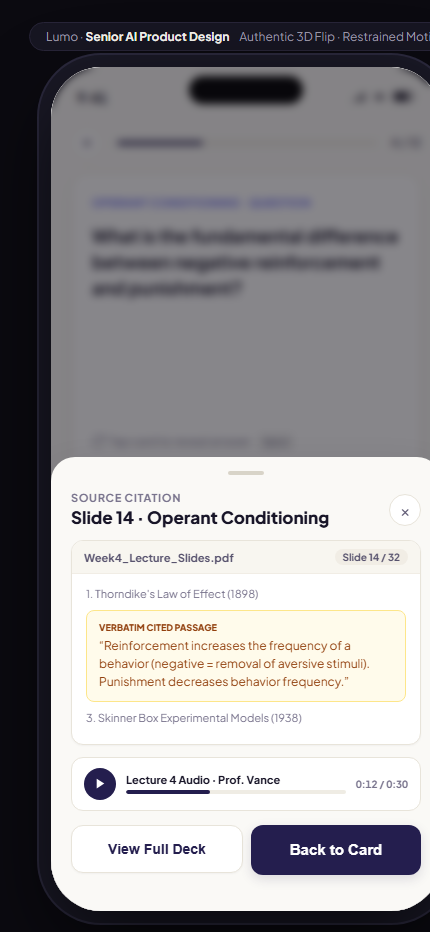 Lumo · Senior AI Product Design Authentic 3D Flip · Restrained Moti
What is the fundamental difference
between negative reinforcement
and punishment?
SOURCE CITATION
Slide 14 · Operant Conditioning
×
Week4_Lecture_Slides.pdf Slide 14 / 32
1. Thorndike's Law of Effect (1898)
VERBATIM CITED PASSAGE
"Reinforcement increases the frequency of a
behavior (negative = removal of aversive stimuli).
Punishment decreases behavior frequency."
3. Skinner Box Experimental Models (1938)
Lecture 4 Audio · Prof. Vance
0:12 / 0:30
View Full Deck Back to Card